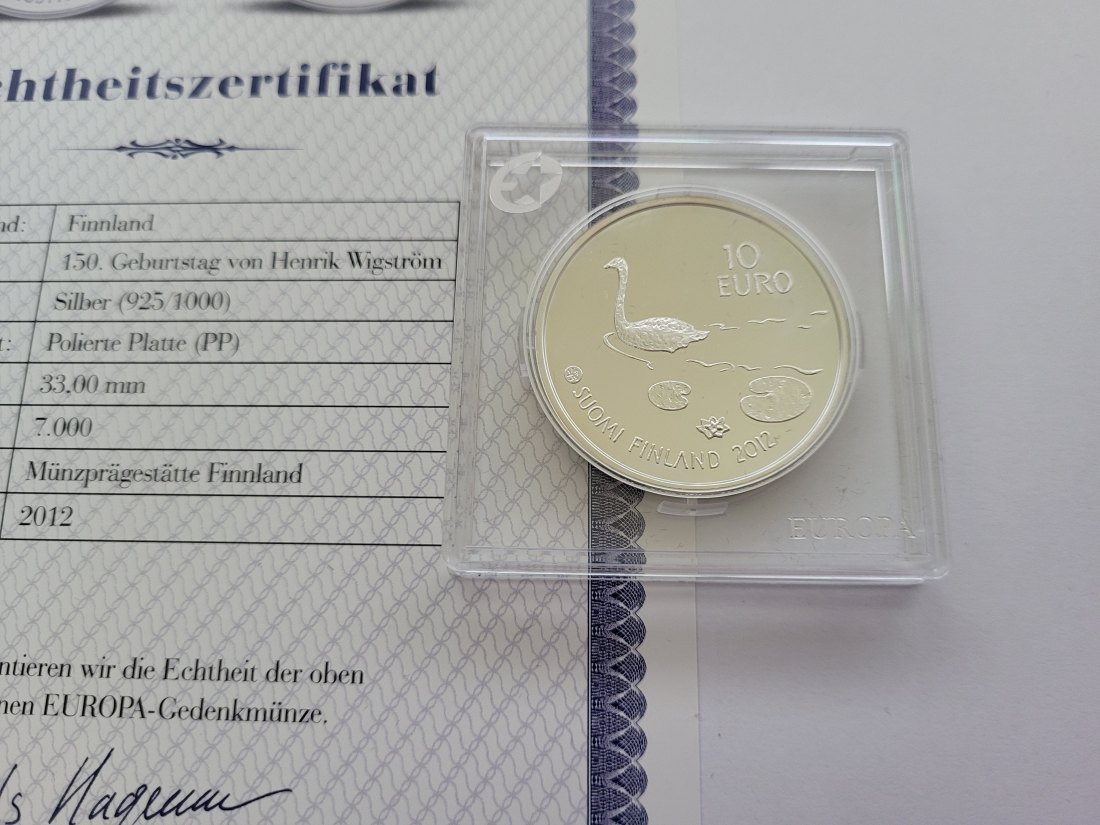 chtheitszertifikat
nd:
Finnland
150. Geburtstag von Henrik Wigström
Silber (925/1000)
t:
Polierte Platte (PP)
33,00 mm
7.000
Münzprägestätte Finnland
2012
ntieren wir die Echtheit der oben
nen EUROPA-Gedenkmünze.
10
EURO
SUOMI FINLAND 2012
EUROPA